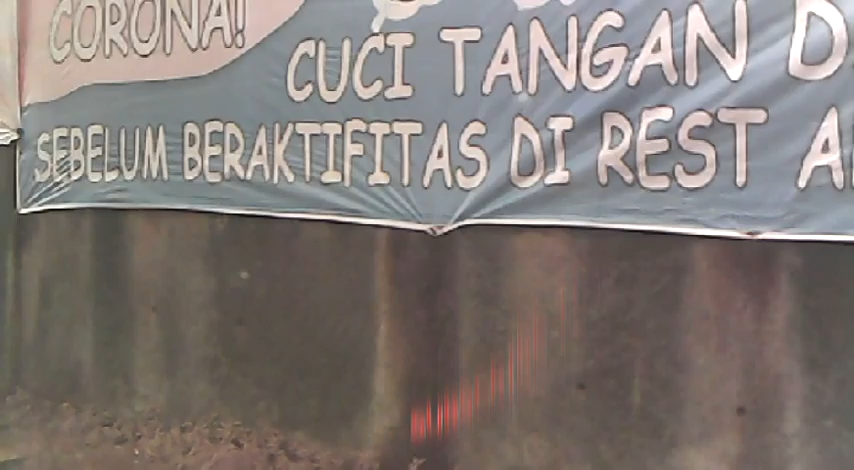 CORONA!
CUCI TANGAN
SEBELUM BERAKTIFITAS DI REST